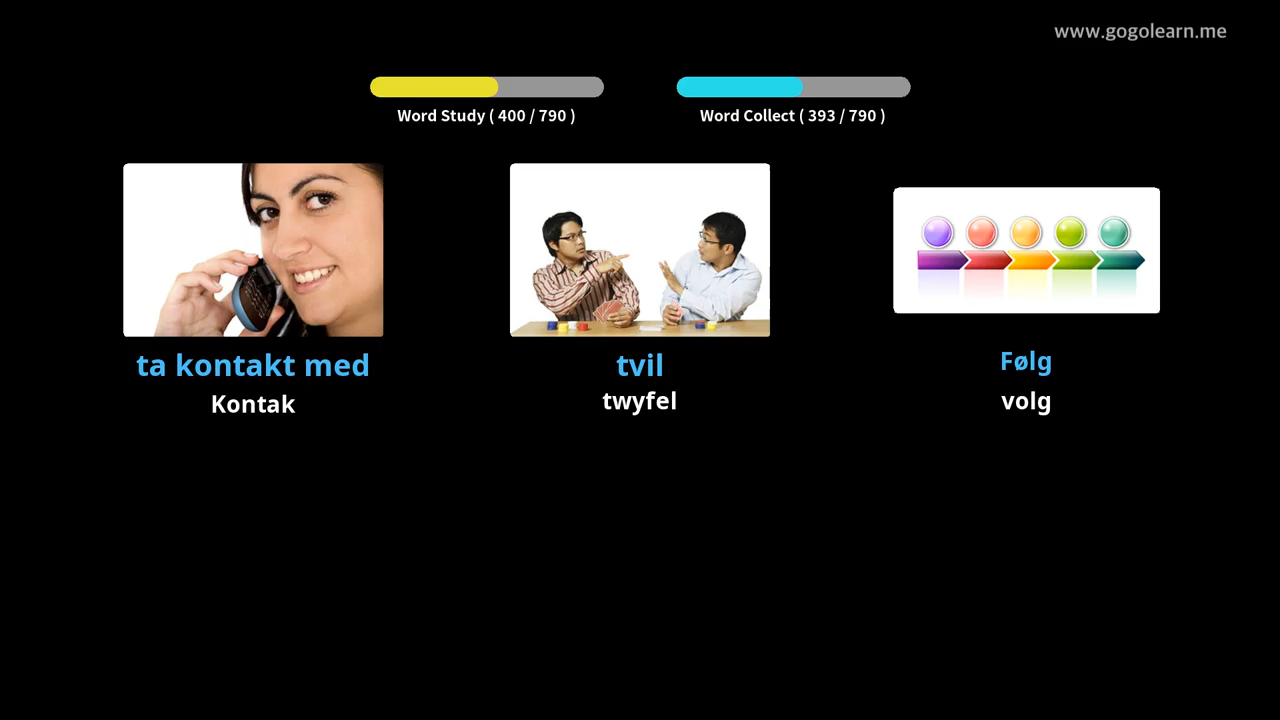 www.gogolearn.me
Word Study ( 400 / 790 )
Word Collect ( 393 / 790 )
ta kontakt med
Kontak
tvil
twyfel
Følg
volg